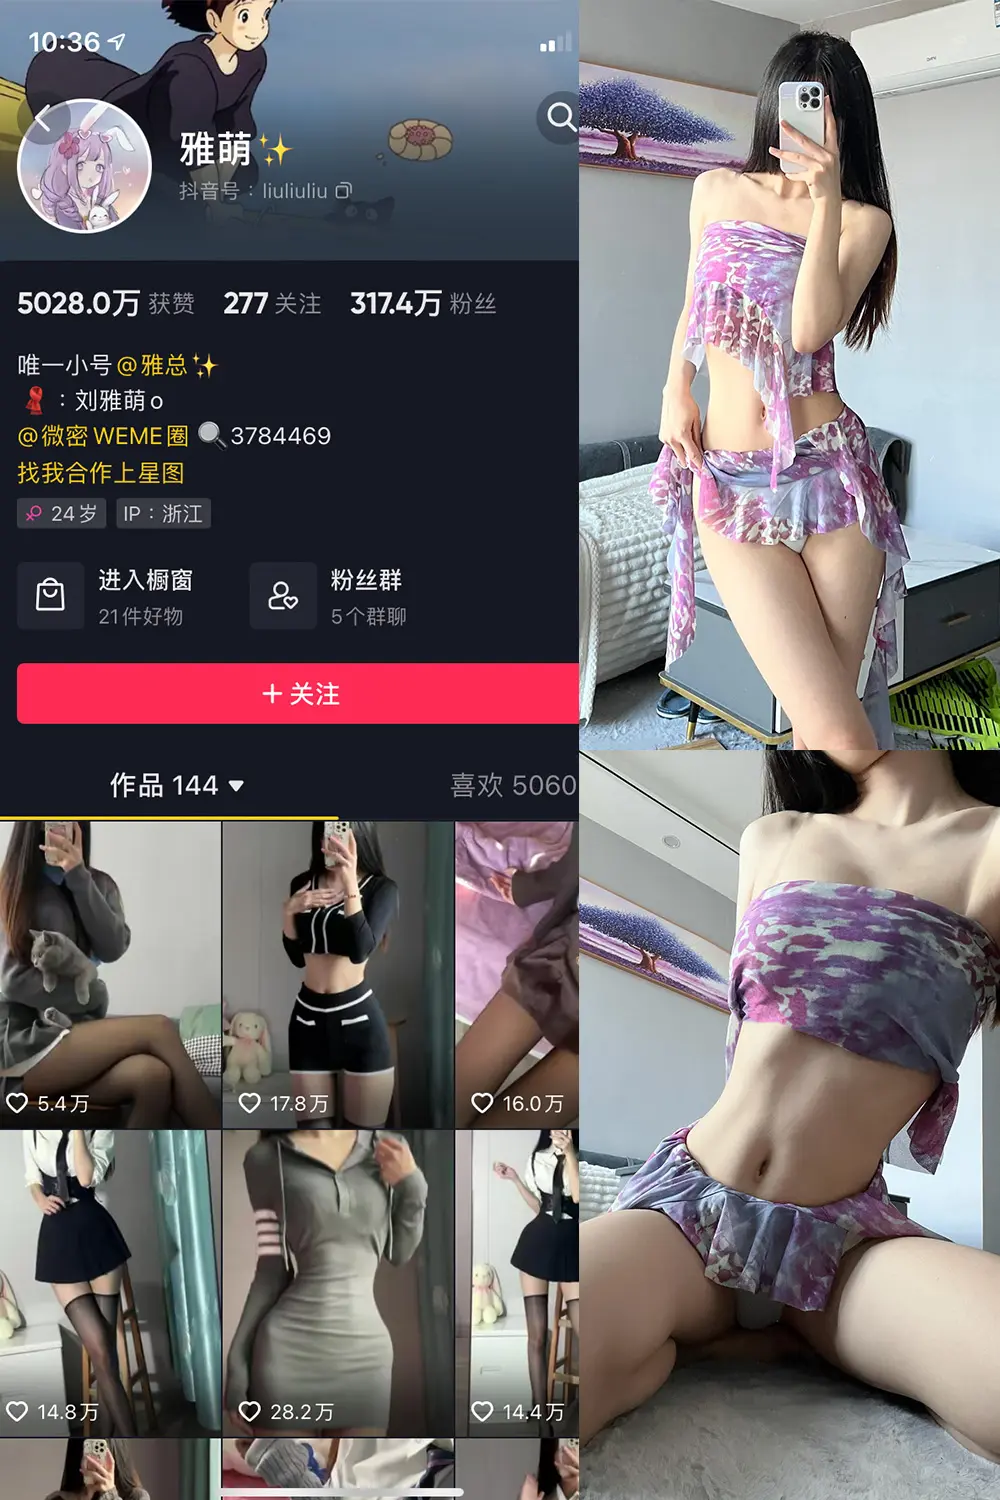 10:36
雅萌✨
抖音号：liuliuliu
5028.0万 获赞 277 关注 317.4万 粉丝
唯一小号@雅总✨
：刘雅萌o
@微密WEME圈 🔍3784469
找我合作上星图
♀ 24岁 IP：浙江
进入橱窗 粉丝群
21件好物 5个群聊
+ 关注
作品 144 ▼ 喜欢 5060
♡ 5.4万 ♡ 17.8万 ♡ 16.0万
♡ 14.8万 ♡ 28.2万 ♡ 14.4万